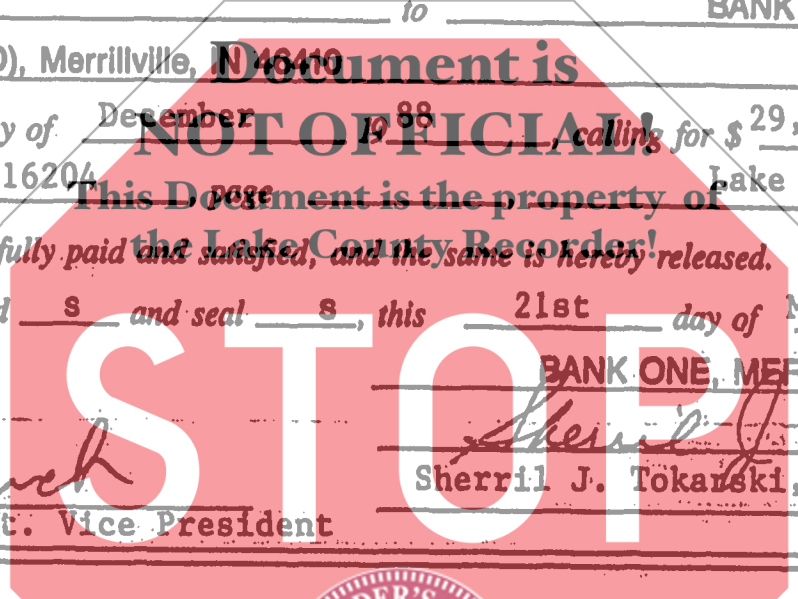 to BANK
), Merrillville, IN 46410
Document is
y of December 19 88, calling for $ 29,
NOT OFFICIAL!
16204, page , Lake
This Document is the property of
fully paid and satisfied, and the same is hereby released.
the Lake County Recorder!
s and seal s, this 21st day of
STOP
BANK ONE, MER
Sherril J. Tokarski,
t. Vice President
DER'S